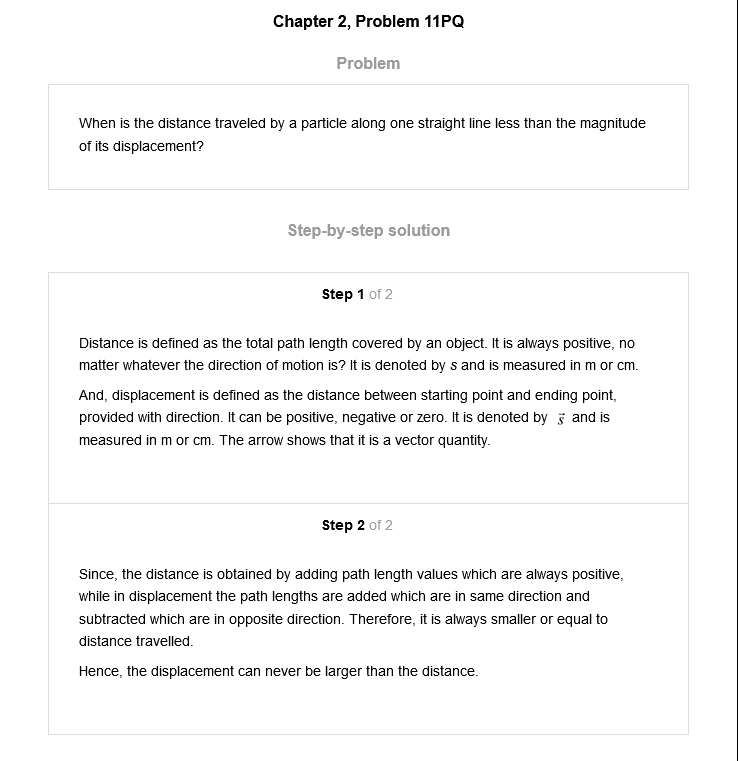 Chapter 2, Problem 11PQ
Problem
When is the distance traveled by a particle along one straight line less than the magnitude
of its displacement?
Step-by-step solution
Step 1 of 2
Distance is defined as the total path length covered by an object. It is always positive, no
matter whatever the direction of motion is? It is denoted by s and is measured in m or cm.
And, displacement is defined as the distance between starting point and ending point,
provided with direction. It can be positive, negative or zero. It is denoted by s⃗ and is
measured in m or cm. The arrow shows that it is a vector quantity.
Step 2 of 2
Since, the distance is obtained by adding path length values which are always positive,
while in displacement the path lengths are added which are in same direction and
subtracted which are in opposite direction. Therefore, it is always smaller or equal to
distance travelled.
Hence, the displacement can never be larger than the distance.